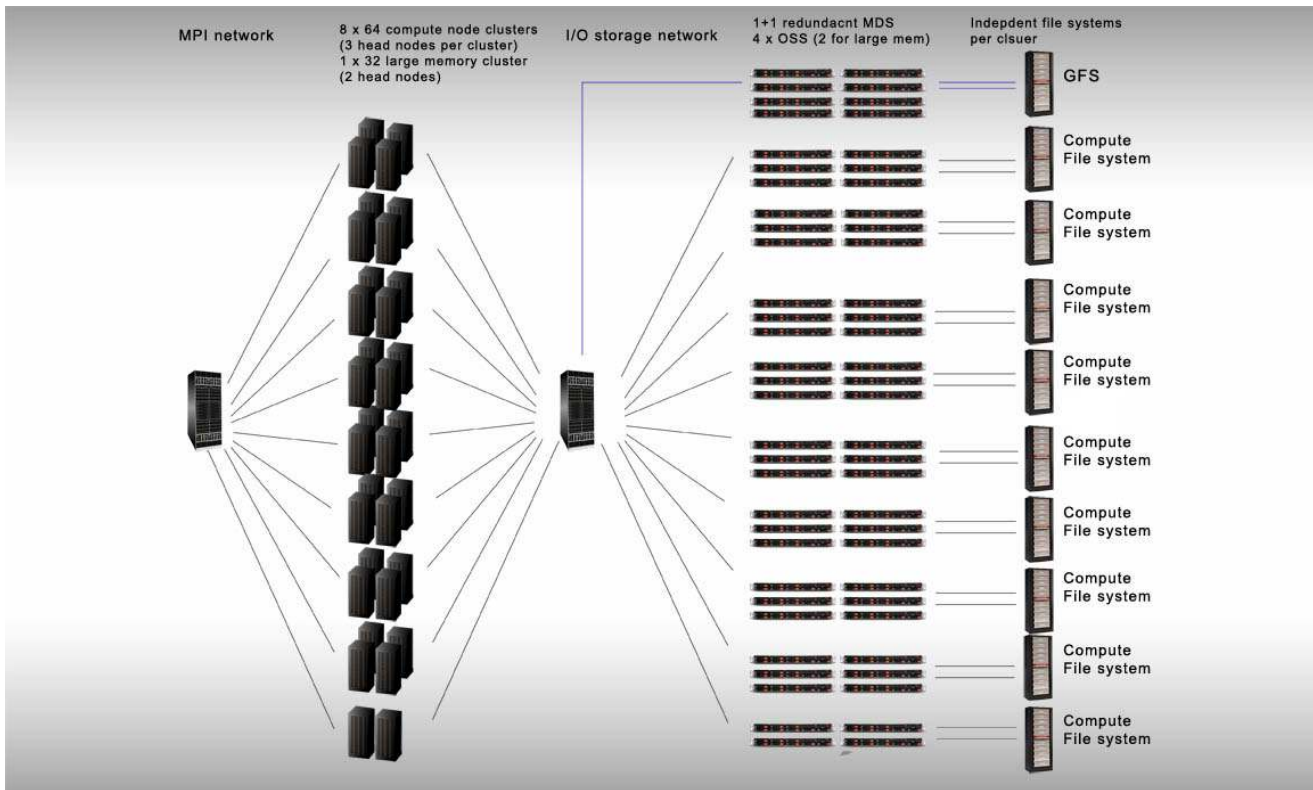 MPI network
8 x 64 compute node clusters
(3 head nodes per cluster)
1 x 32 large memory cluster
(2 head nodes)
I/O storage network
1+1 redundacnt MDS
4 x OSS (2 for large mem)
Indepdent file systems
per clsuer
GFS
Compute
File system
Compute
File system
Compute
File system
Compute
File system
Compute
File system
Compute
File system
Compute
File system
Compute
File system
Compute
File system